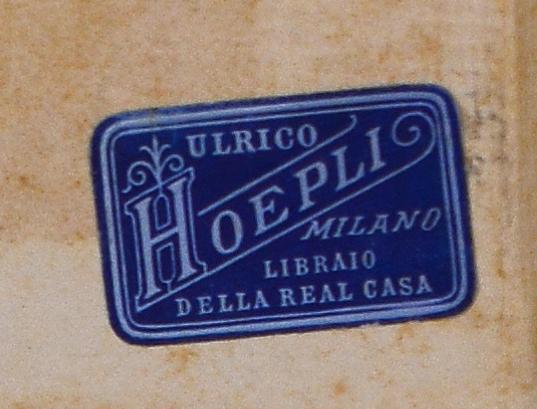 ULRICO
HOEPLI
MILANO
LIBRAIO
DELLA REAL CASA